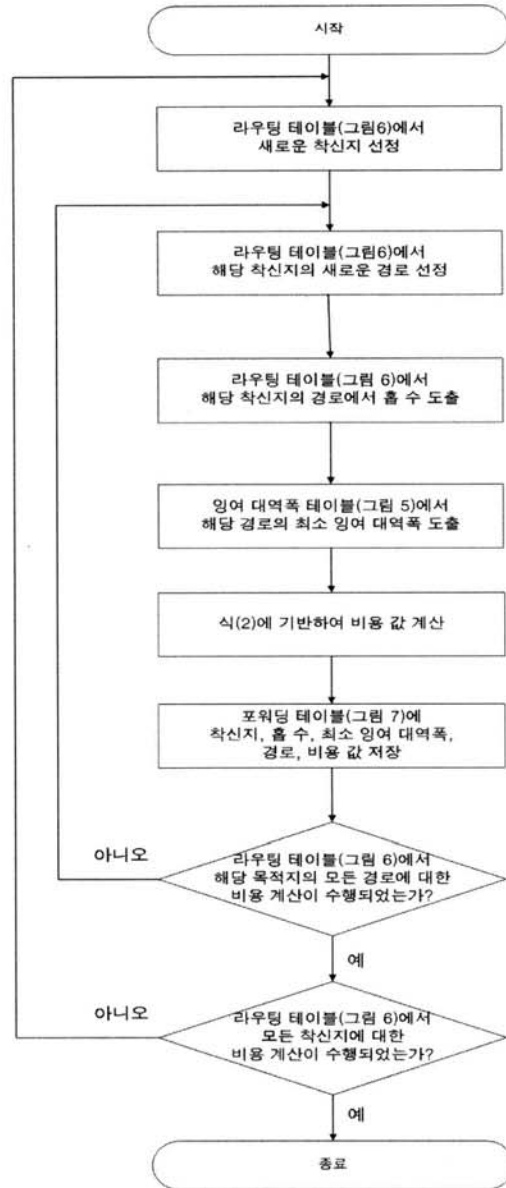 시작
라우팅 테이블(그림6)에서
새로운 착신지 선정
라우팅 테이블(그림6)에서
해당 착신지의 새로운 경로 선정
라우팅 테이블(그림 6)에서
해당 착신지의 경로에서 홉 수 도출
잉여 대역폭 테이블(그림 5)에서
해당 경로의 최소 잉여 대역폭 도출
식(2)에 기반하여 비용 값 계산
포워딩 테이블(그림 7)에
착신지, 홉 수, 최소 잉여 대역폭,
경로, 비용 값 저장
아니오
라우팅 테이블(그림 6)에서
해당 목적지의 모든 경로에 대한
비용 계산이 수행되었는가?
예
아니오
라우팅 테이블(그림 6)에서
모든 착신지에 대한
비용 계산이 수행되었는가?
예
종료